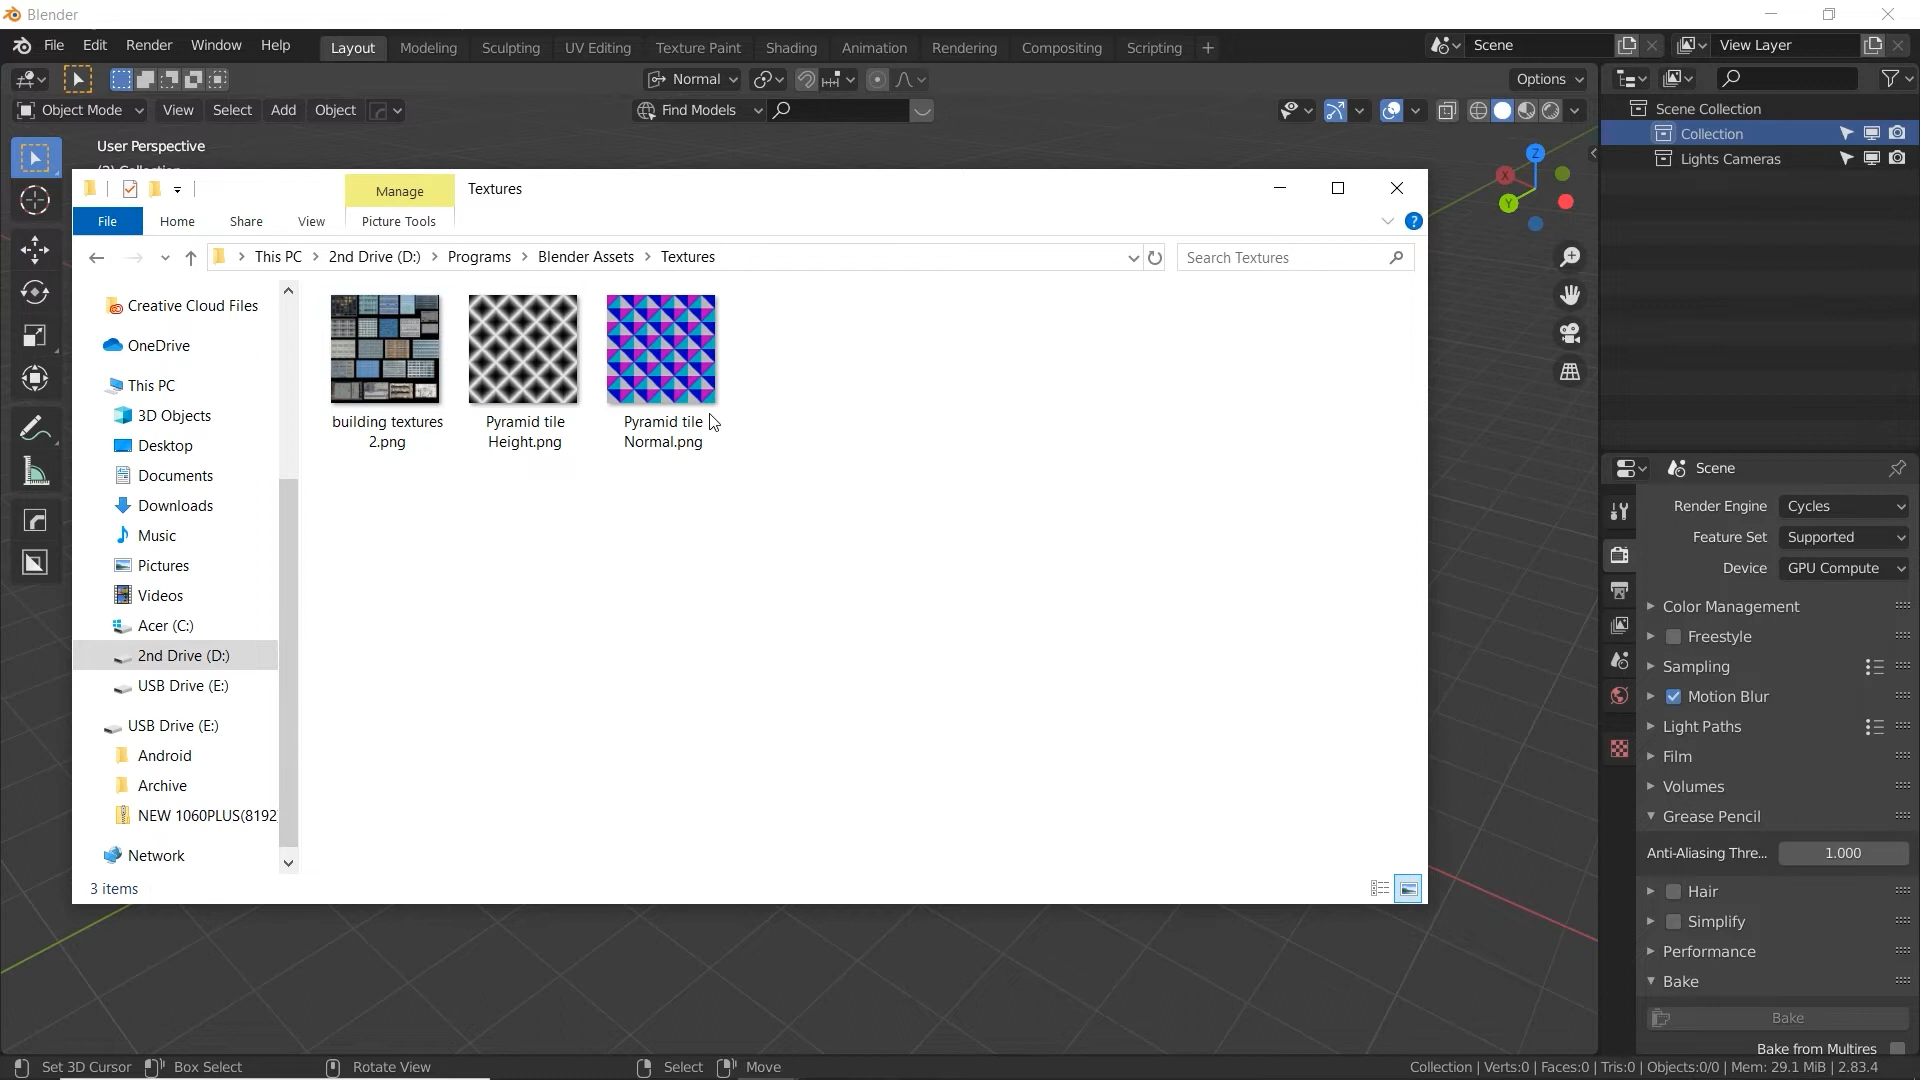 Blender
File Edit Render Window Help Layout Modeling Sculpting UV Editing Texture Paint Shading Animation Rendering Compositing Scripting + Scene View Layer
Normal Options
Object Mode View Select Add Object Find Models
Scene Collection
Collection
Lights Cameras
User Perspective
Z
X
Y
Manage Textures
File Home Share View Picture Tools
This PC > 2nd Drive (D:) > Programs > Blender Assets > Textures Search Textures
Creative Cloud Files
OneDrive
This PC
3D Objects
Desktop
Documents
Downloads
Music
Pictures
Videos
Acer (C:)
2nd Drive (D:)
USB Drive (E:)
USB Drive (E:)
Android
Archive
NEW 1060PLUS(8192
Network
building textures
2.png
Pyramid tile
Height.png
Pyramid tile
Normal.png
3 items
Scene
Render Engine Cycles
Feature Set Supported
Device GPU Compute
Color Management
Freestyle
Sampling
Motion Blur
Light Paths
Film
Volumes
Grease Pencil
Anti-Aliasing Thre... 1.000
Hair
Simplify
Performance
Bake
Bake
Bake from Multires
Set 3D Cursor Box Select Rotate View Select Move Collection | Verts:0 | Faces:0 | Tris:0 | Objects:0/0 | Mem: 29.1 MiB | 2.83.4